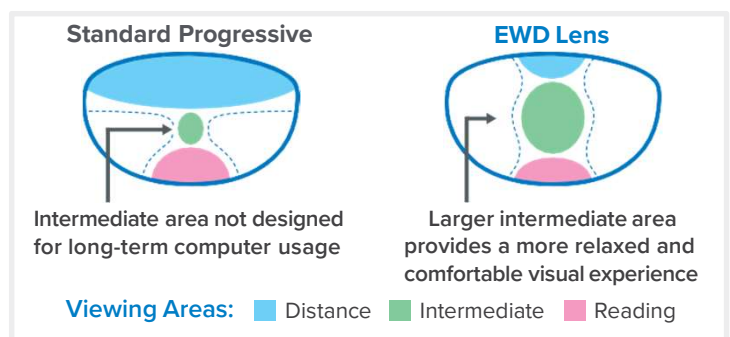 Standard Progressive
EWD Lens
Intermediate area not designed
for long-term computer usage
Larger intermediate area
provides a more relaxed and
comfortable visual experience
Viewing Areas: Distance Intermediate Reading